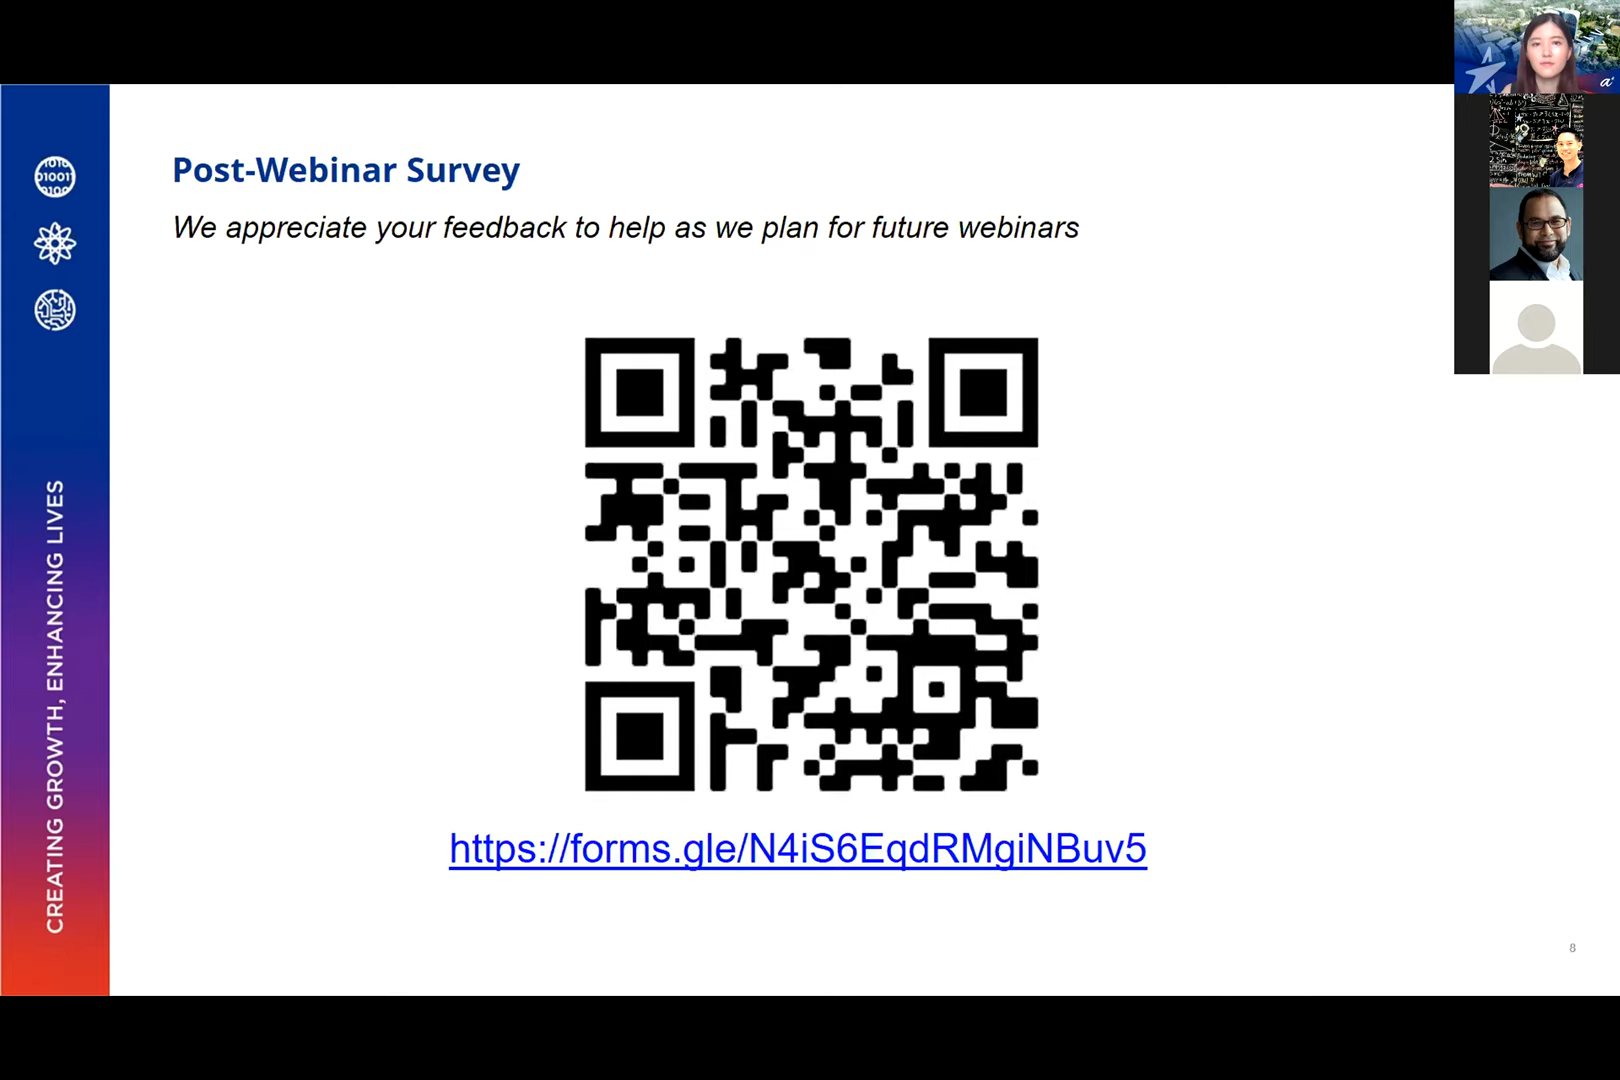 Post-Webinar Survey
We appreciate your feedback to help as we plan for future webinars
CREATING GROWTH, ENHANCING LIVES
https://forms.gle/N4iS6EqdRMgiNBuv5
8